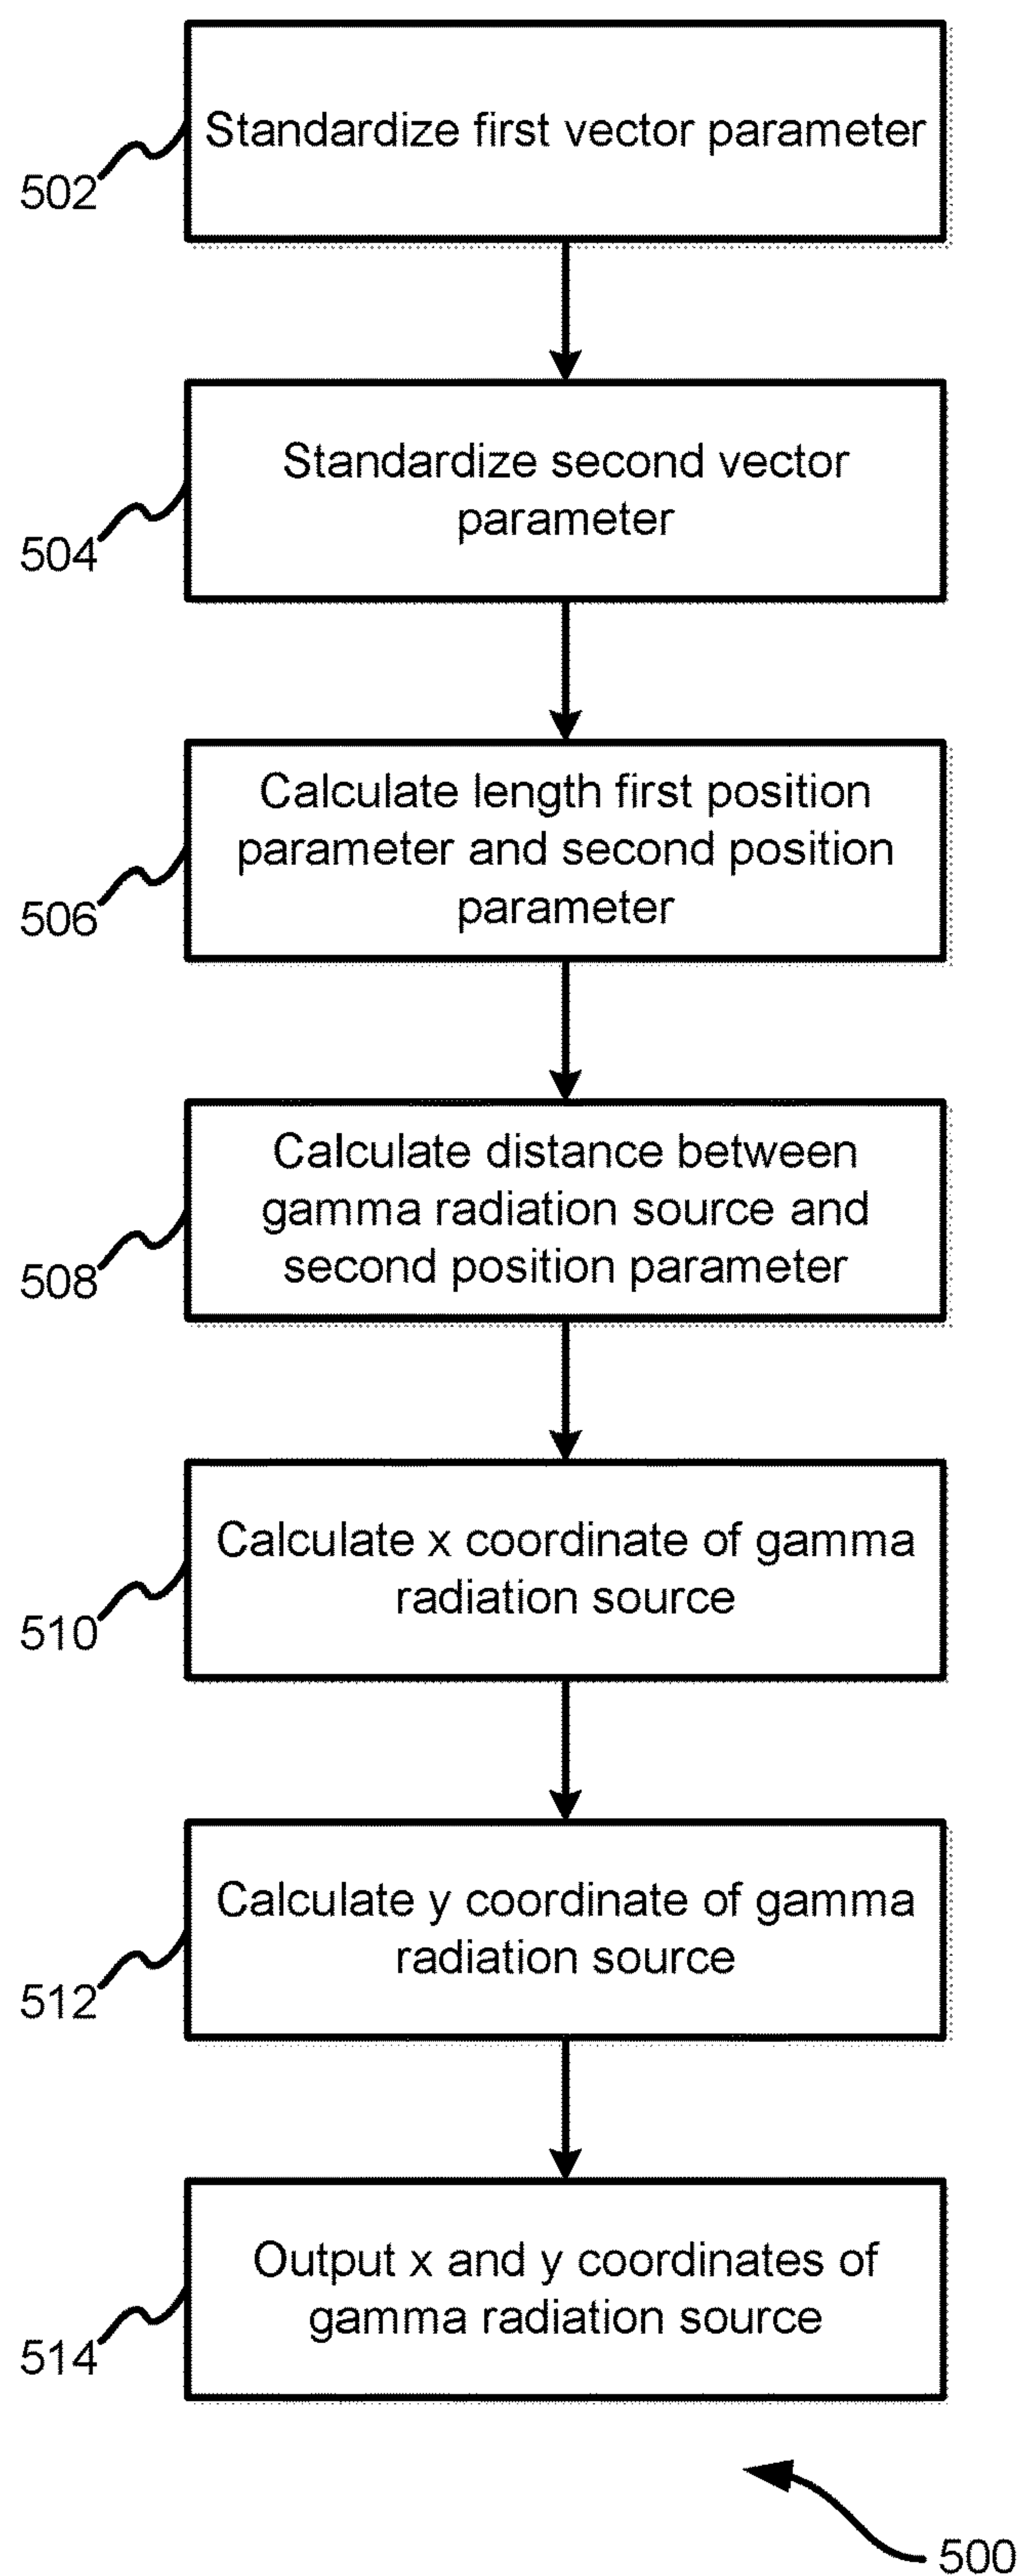 Standardize first vector parameter
502
Standardize second vector
parameter
504
Calculate length first position
parameter and second position
parameter
506
Calculate distance between
gamma radiation source and
second position parameter
508
Calculate x coordinate of gamma
radiation source
510
Calculate y coordinate of gamma
radiation source
512
Output x and y coordinates of
gamma radiation source
514
500